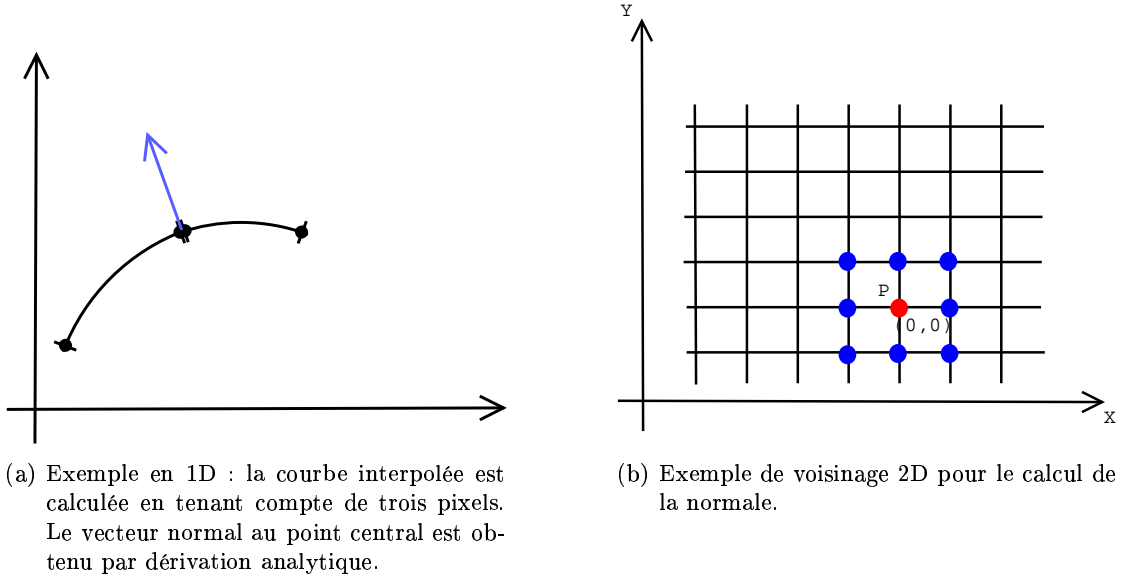 Y
P
(0,0)
X
(a) Exemple en 1D : la courbe interpolée est
calculée en tenant compte de trois pixels.
Le vecteur normal au point central est ob-
tenu par dérivation analytique.
(b) Exemple de voisinage 2D pour le calcul de
la normale.